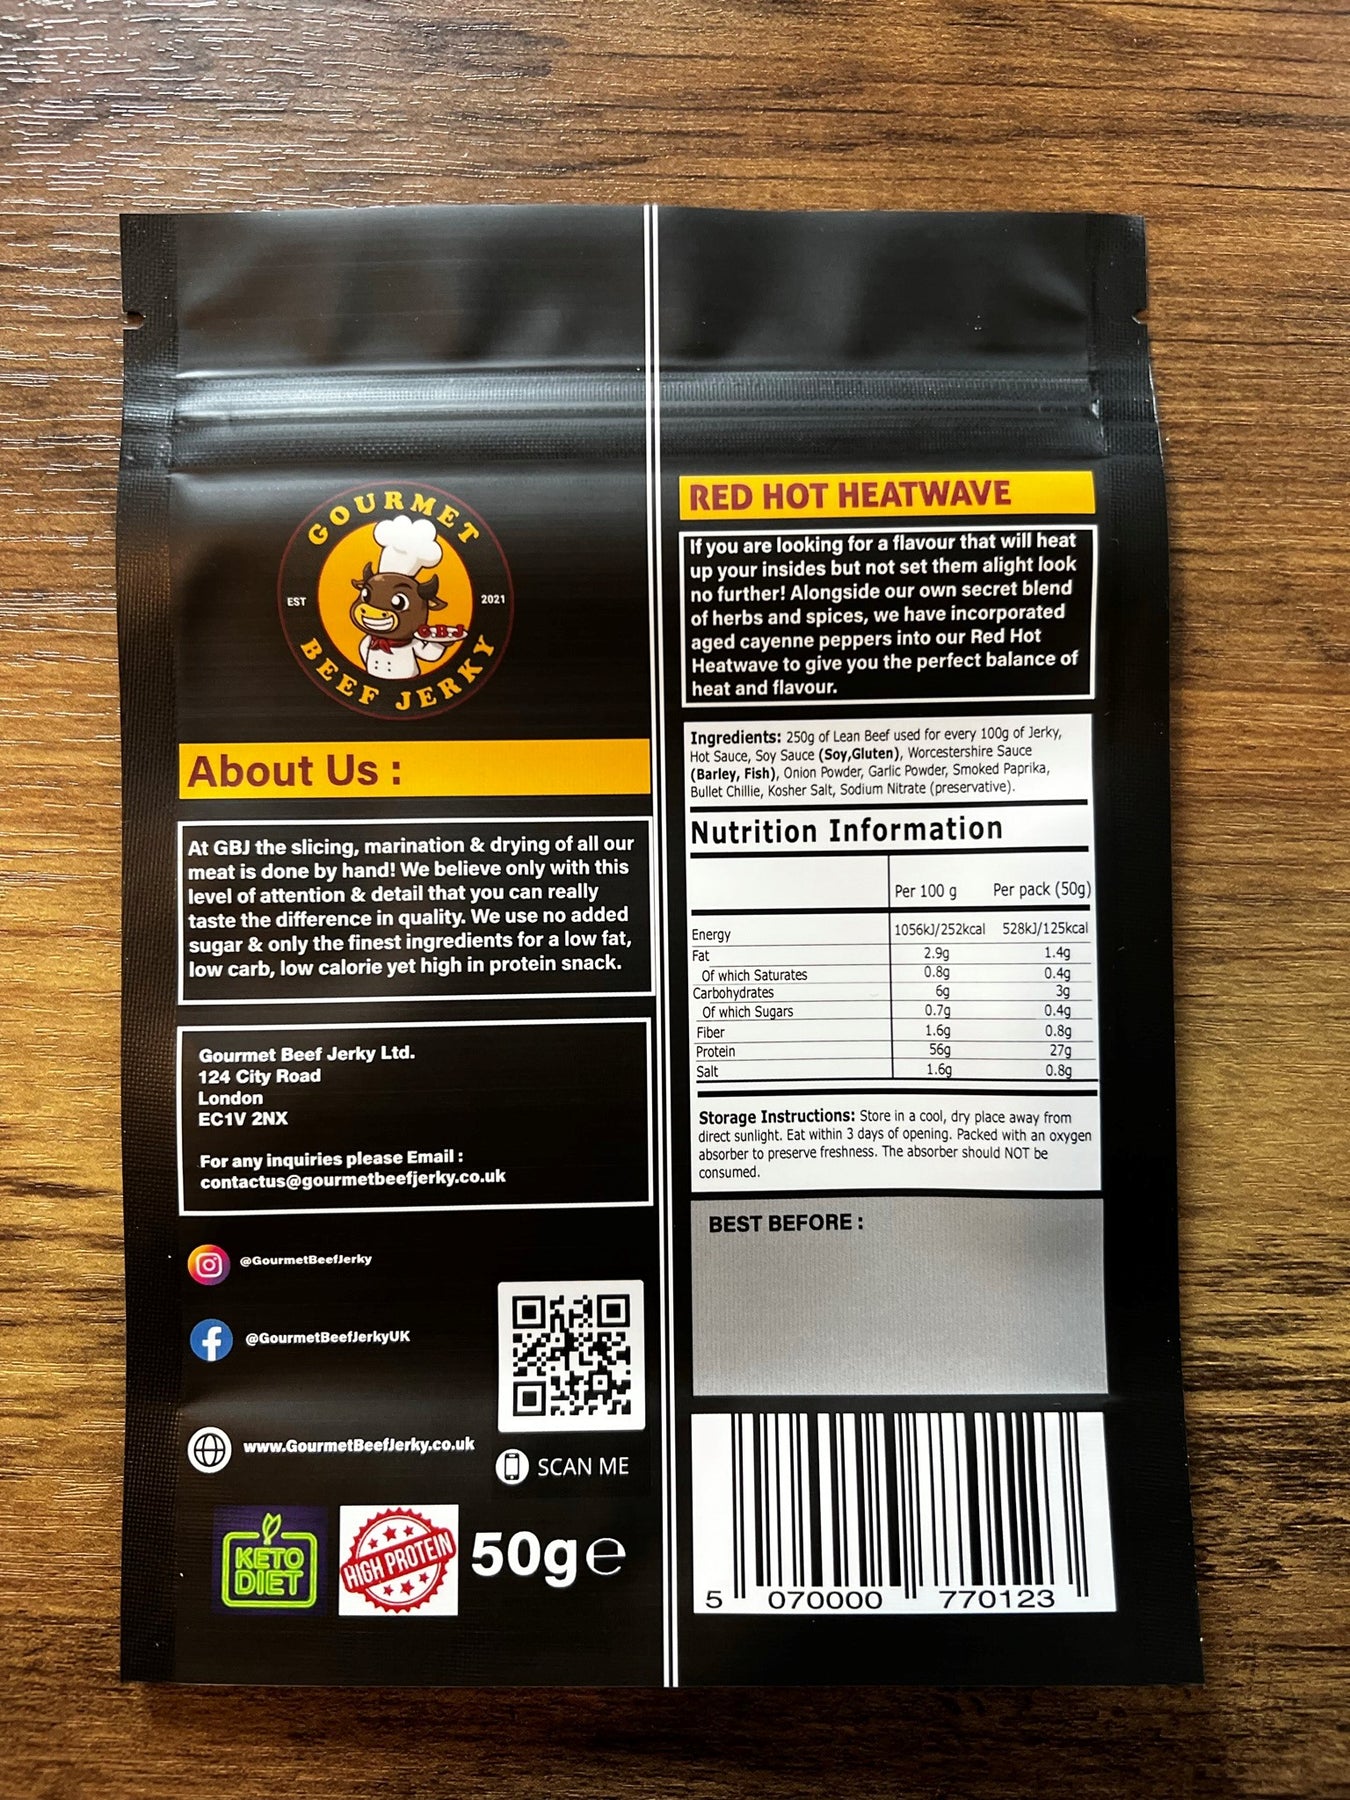 GOURMET
EST 2021
G.B.J
BEEF JERKY
About Us :
At GBJ the slicing, marination & drying of all our
meat is done by hand! We believe only with this
level of attention & detail that you can really
taste the difference in quality. We use no added
sugar & only the finest ingredients for a low fat,
low carb, low calorie yet high in protein snack.
Gourmet Beef Jerky Ltd.
124 City Road
London
EC1V 2NX
For any inquiries please Email :
contactus@gourmetbeefjerky.co.uk
@GourmetBeefJerky
@GourmetBeefJerkyUK
www.GourmetBeefJerky.co.uk
SCAN ME
KETO
DIET
HIGH PROTEIN
50g℮
RED HOT HEATWAVE
If you are looking for a flavour that will heat
up your insides but not set them alight look
no further! Alongside our own secret blend
of herbs and spices, we have incorporated
aged cayenne peppers into our Red Hot
Heatwave to give you the perfect balance of
heat and flavour.
Ingredients: 250g of Lean Beef used for every 100g of Jerky,
Hot Sauce, Soy Sauce (Soy,Gluten), Worcestershire Sauce
(Barley, Fish), Onion Powder, Garlic Powder, Smoked Paprika,
Bullet Chillie, Kosher Salt, Sodium Nitrate (preservative).
Nutrition Information
Per 100 g Per pack (50g)
Energy 1056kJ/252kcal 528kJ/125kcal
Fat 2.9g 1.4g
Of which Saturates 0.8g 0.4g
Carbohydrates 6g 3g
Of which Sugars 0.7g 0.4g
Fiber 1.6g 0.8g
Protein 56g 27g
Salt 1.6g 0.8g
Storage Instructions: Store in a cool, dry place away from
direct sunlight. Eat within 3 days of opening. Packed with an oxygen
absorber to preserve freshness. The absorber should NOT be
consumed.
BEST BEFORE :
5 070000 770123